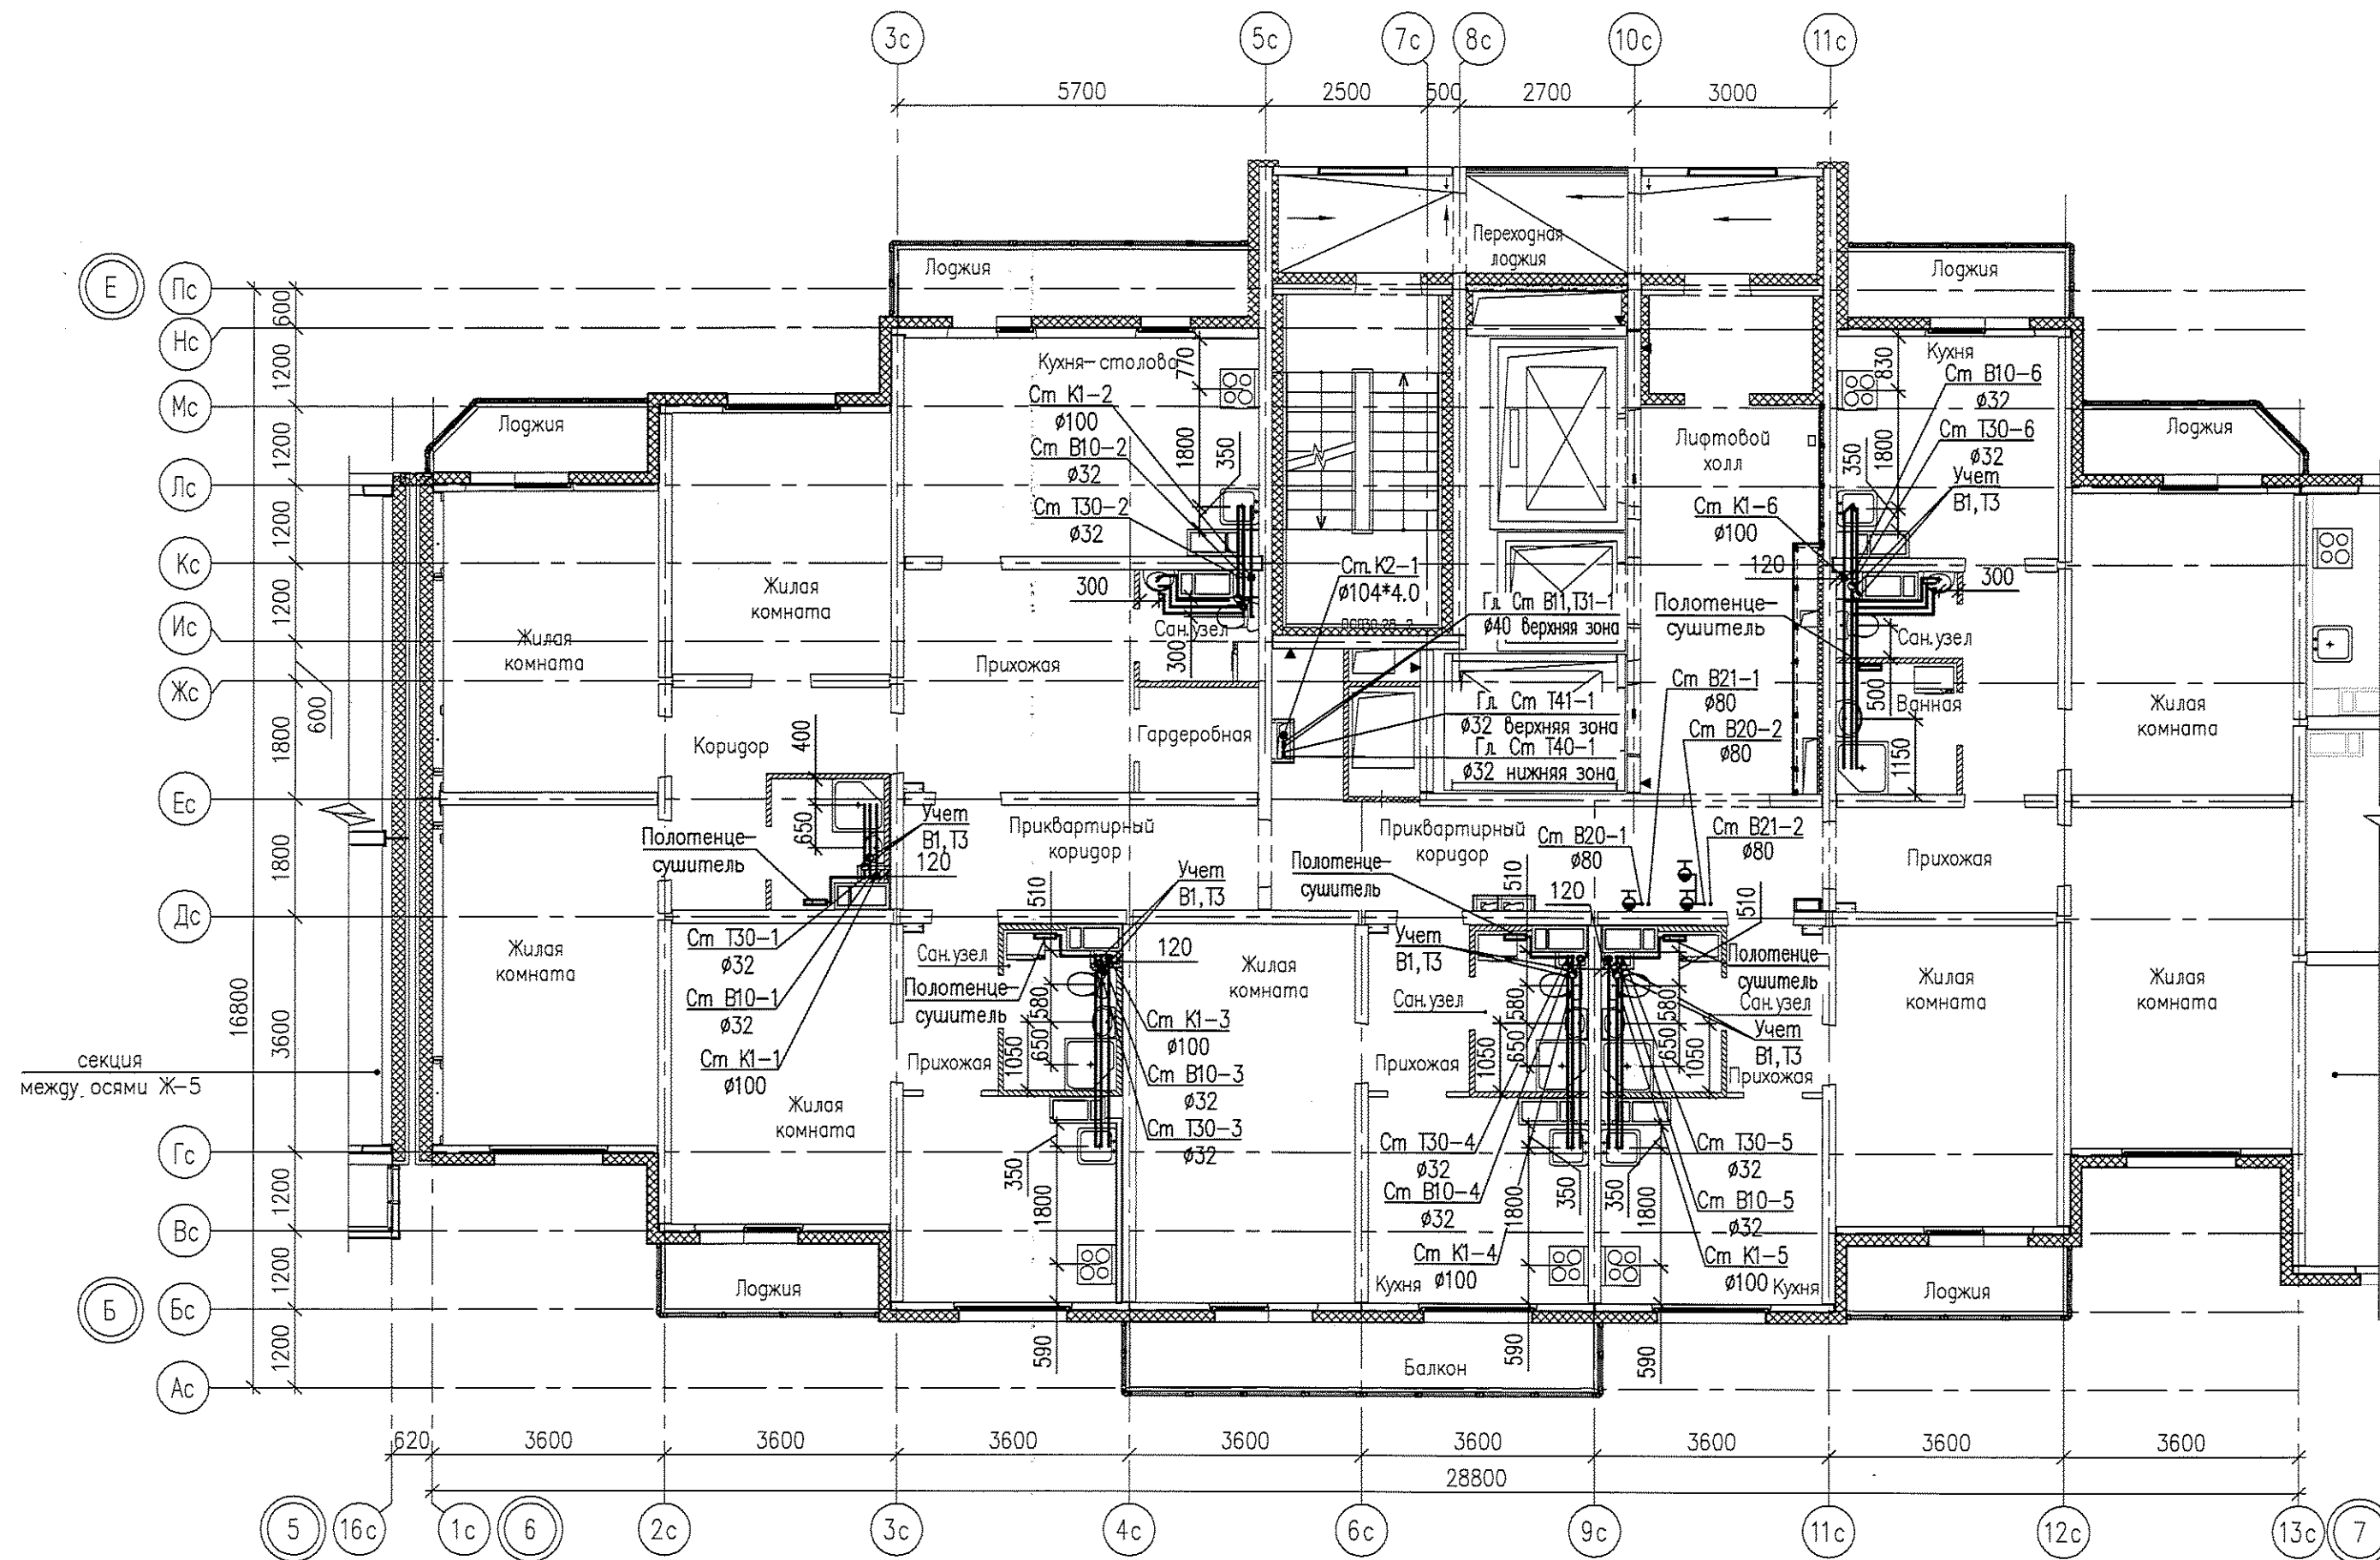 3с
5с
7с
8с
10с
11с
5700
2500
500
2700
3000
Е
Пс
Нс
Мс
Лс
Кс
Ис
Жс
Ес
Дс
Гс
Вс
Б
Бс
Ас
600
1200
1200
1200
1200
1200
600
1800
1800
3600
1200
1200
1200
16800
Лоджия
Переходная
лоджия
Лоджия
Лоджия
Лоджия
Кухня-столова
770
Ст К1-2
ø100
Ст В10-2
ø32
Ст Т30-2
ø32
1800
350
300
Сан.узел
300
Лифтовой
холл
Кухня
830
Ст В10-6
ø32
Ст Т30-6
ø32
Учет
В1,Т3
350
1800
Ст К1-6
ø100
120
300
Полотенце-
сушитель
Сан.узел
500
Ванная
1150
Жилая
комната
Жилая
комната
Жилая
комната
Прихожая
Ст. К2-1
ø104*4.0
Гл. Ст В11,Т31-1
ø40 верхняя зона
Гл. Ст Т41-1
ø32 верхняя зона
Гл. Ст Т40-1
ø32 нижняя зона
Ст В21-1
ø80
Ст В20-2
ø80
Коридор
400
650
Гардеробная
Учет
В1,Т3
120
Полотенце-
сушитель
Приквартирный
коридор
Приквартирный
коридор
Ст В20-1
ø80
Ст В21-2
ø80
Прихожая
Полотенце-
сушитель
510
Учет
В1,Т3
120
510
120
510
Жилая
комната
Ст Т30-1
ø32
Ст В10-1
ø32
Ст К1-1
ø100
Сан.узел
Полотенце-
сушитель
580
650
1050
Прихожая
Жилая
комната
Ст К1-3
ø100
Ст В10-3
ø32
Ст Т30-3
ø32
Учет
В1,Т3
Сан.узел
580
650
1050
Прихожая
Полотенце
сушитель
Сан.узел
580
Учет
В1,Т3
650
1050
Прихожая
Жилая
комната
Жилая
комната
секция
между осями Ж-5
Жилая
комната
350
1800
Ст Т30-4
ø32
Ст В10-4
ø32
Ст К1-4
ø100
1800
350
350
1800
Ст Т30-5
ø32
Ст В10-5
ø32
Ст К1-5
ø100
Кухня
Кухня
Лоджия
Лоджия
590
590
590
Балкон
620
3600
3600
3600
3600
3600
3600
3600
3600
28800
5
16с
1с
6
2с
3с
4с
6с
9с
11с
12с
13с
7